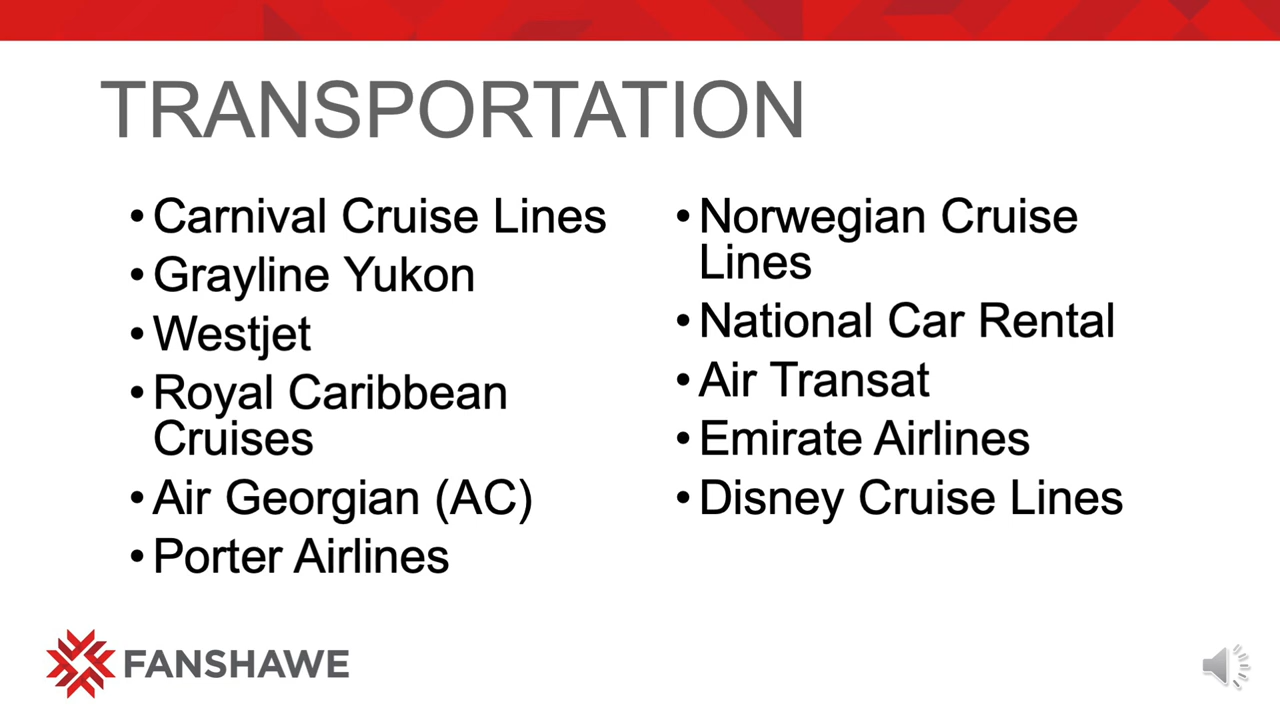 TRANSPORTATION
• Carnival Cruise Lines
• Grayline Yukon
• Westjet
• Royal Caribbean
Cruises
• Air Georgian (AC)
• Porter Airlines
• Norwegian Cruise
Lines
• National Car Rental
• Air Transat
• Emirate Airlines
• Disney Cruise Lines
FANSHAWE